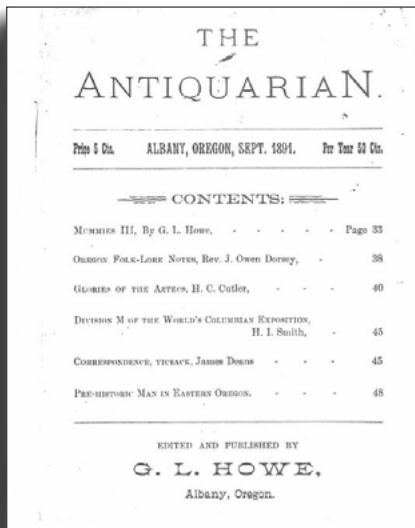 THE
ANTIQUARIAN.
Price 5 Cts. ALBANY, OREGON, SEPT. 1891. Per Year 50 Cts.
CONTENTS:
MUMMIES III, By G. L. Howe, - - - - - Page 33
OREGON FOLK-LORE NOTES, Rev. J. Owen Dorsey, - 38
GLORIES OF THE AZTECS, H. C. Cutler, - - - 40
DIVISION M OF THE WORLD'S COLUMBIAN EXPOSITION,
H. I. Smith, - 45
CORRESPONDENCE, James Deans - - - 45
PRE-HISTORIC MAN IN EASTERN OREGON. - - - 48
EDITED AND PUBLISHED BY
G. L. HOWE,
Albany, Oregon.